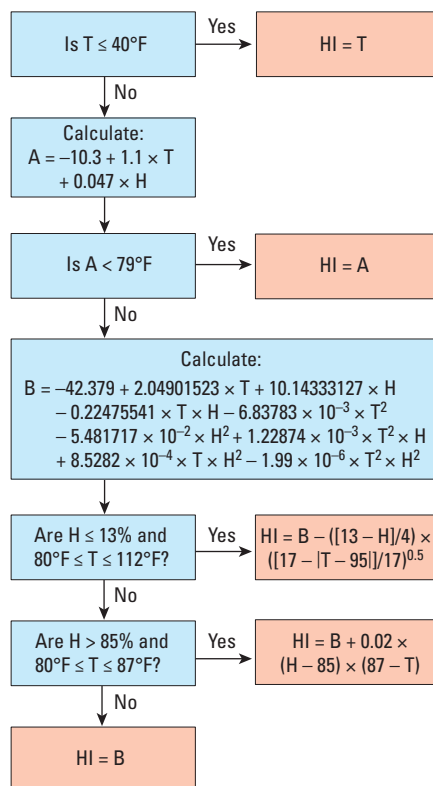 Is T ≤ 40°F
Yes
HI = T
No
Calculate:
A = –10.3 + 1.1 × T
+ 0.047 × H
Is A < 79°F
Yes
HI = A
No
Calculate:
B = –42.379 + 2.04901523 × T + 10.14333127 × H
– 0.22475541 × T × H – 6.83783 × 10⁻³ × T²
– 5.481717 × 10⁻² × H² + 1.22874 × 10⁻³ × T² × H
+ 8.5282 × 10⁻⁴ × T × H² – 1.99 × 10⁻⁶ × T² × H²
Are H ≤ 13% and
80°F ≤ T ≤ 112°F?
Yes
HI = B – ([13 – H]/4) ×
([17 – |T – 95|]/17)⁰·⁵
No
Are H > 85% and
80°F ≤ T ≤ 87°F?
Yes
HI = B + 0.02 ×
(H – 85) × (87 – T)
No
HI = B